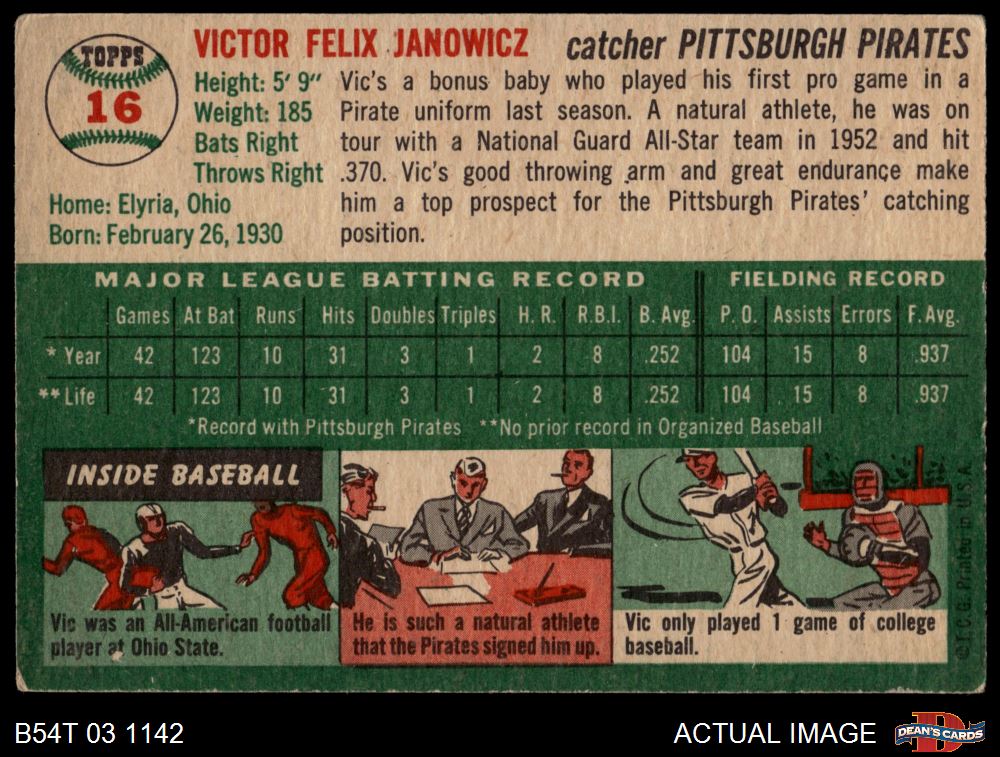 TOPPS
16
VICTOR FELIX JANOWICZ catcher PITTSBURGH PIRATES
Height: 5' 9"
Weight: 185
Bats Right
Throws Right
Home: Elyria, Ohio
Born: February 26, 1930
Vic's a bonus baby who played his first pro game in a
Pirate uniform last season. A natural athlete, he was on
tour with a National Guard All-Star team in 1952 and hit
.370. Vic's good throwing arm and great endurance make
him a top prospect for the Pittsburgh Pirates' catching
position.
MAJOR LEAGUE BATTING RECORD FIELDING RECORD
Games At Bat Runs Hits Doubles Triples H. R. R.B.I. B. Avg. P. O. Assists Errors F. Avg.
* Year 42 123 10 31 3 1 2 8 .252 104 15 8 .937
** Life 42 123 10 31 3 1 2 8 .252 104 15 8 .937
*Record with Pittsburgh Pirates **No prior record in Organized Baseball
INSIDE BASEBALL
Vic was an All-American football
player at Ohio State.
He is such a natural athlete
that the Pirates signed him up.
Vic only played 1 game of college
baseball.
©T.C.G. Printed in U.S.A.
B54T 03 1142
ACTUAL IMAGE
D
DEAN'S CARDS